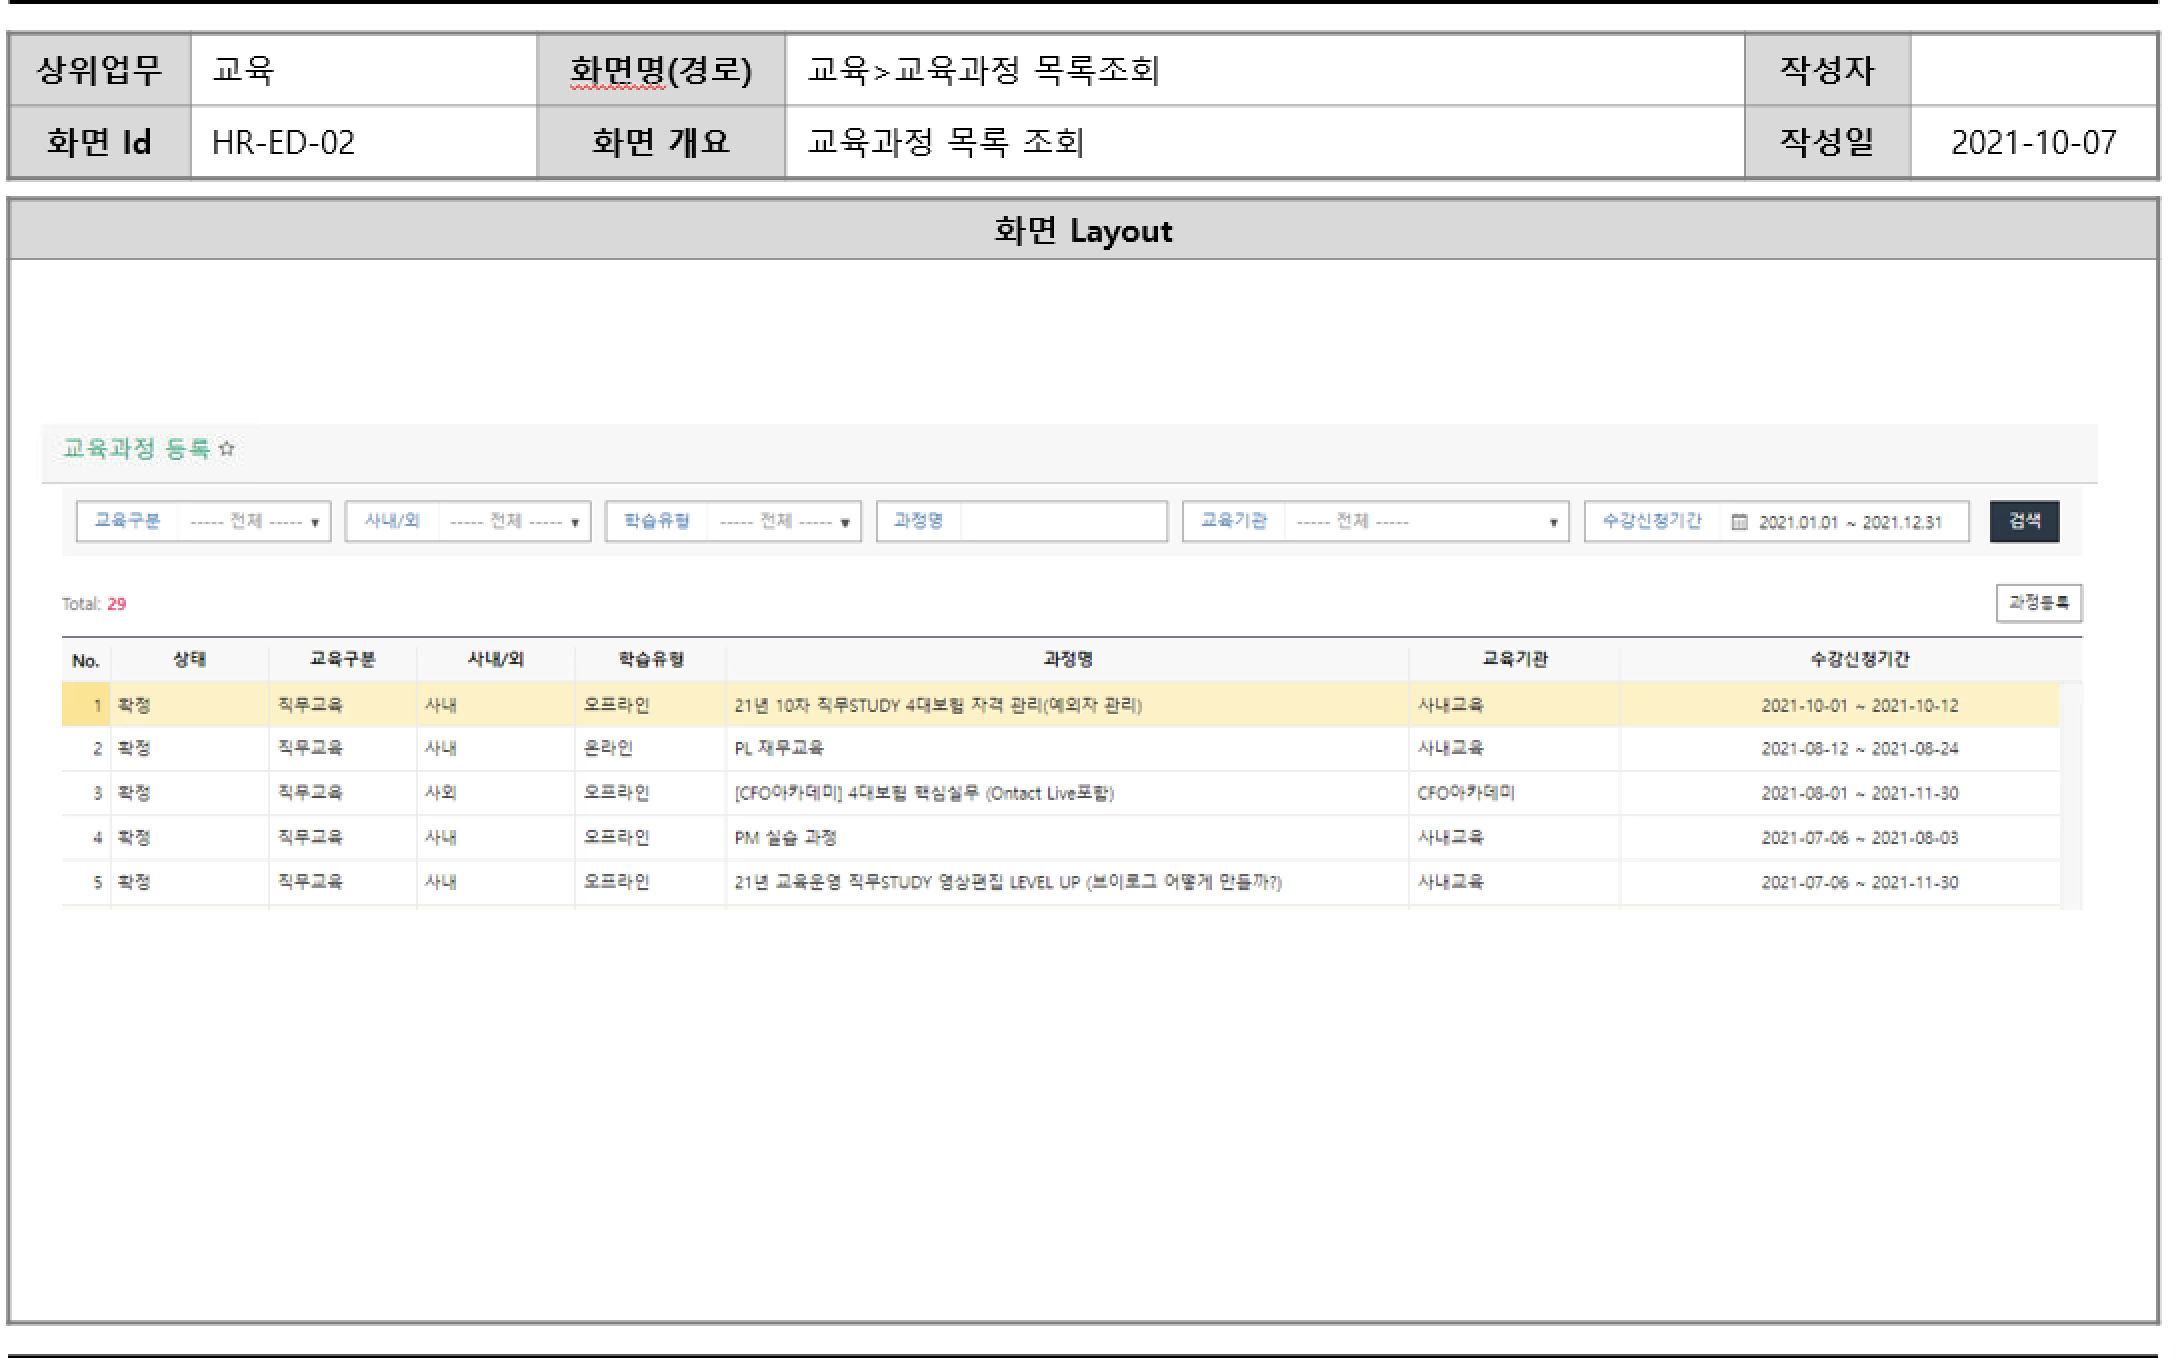 상위업무 교육 화면명(경로) 교육>교육과정 목록조회 작성자
화면 Id HR-ED-02 화면 개요 교육과정 목록 조회 작성일 2021-10-07
화면 Layout
교육과정 등록 ☆
교육구분 ----- 전체 ----- ▼ 사내/외 ----- 전체 ----- ▼ 학습유형 ----- 전체 ----- ▼ 과정명 교육기관 ----- 전체 ----- ▼ 수강신청기간 2021.01.01 ~ 2021.12.31 검색
Total: 29 과정등록
No. 상태 교육구분 사내/외 학습유형 과정명 교육기관 수강신청기간
1 확정 직무교육 사내 오프라인 21년 10차 직무STUDY 4대보험 자격 관리(예외자 관리) 사내교육 2021-10-01 ~ 2021-10-12
2 확정 직무교육 사내 온라인 PL 재무교육 사내교육 2021-08-12 ~ 2021-08-24
3 확정 직무교육 사외 오프라인 [CFO아카데미] 4대보험 핵심실무 (Ontact Live포함) CFO아카데미 2021-08-01 ~ 2021-11-30
4 확정 직무교육 사내 오프라인 PM 실습 과정 사내교육 2021-07-06 ~ 2021-08-03
5 확정 직무교육 사내 오프라인 21년 교육운영 직무STUDY 영상편집 LEVEL UP (브이로그 어떻게 만들까?) 사내교육 2021-07-06 ~ 2021-11-30